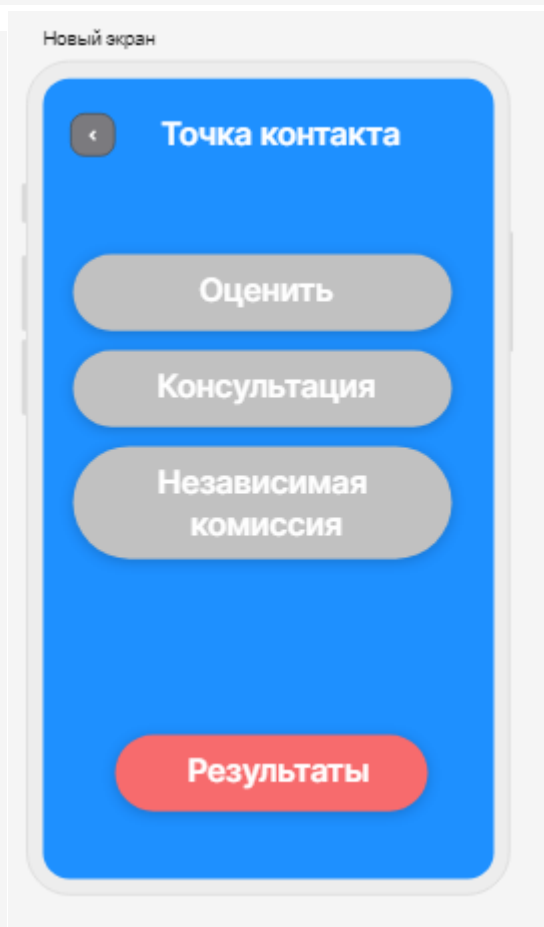 Новый экран
Точка контакта
Оценить
Консультация
Независимая
комиссия
Результаты